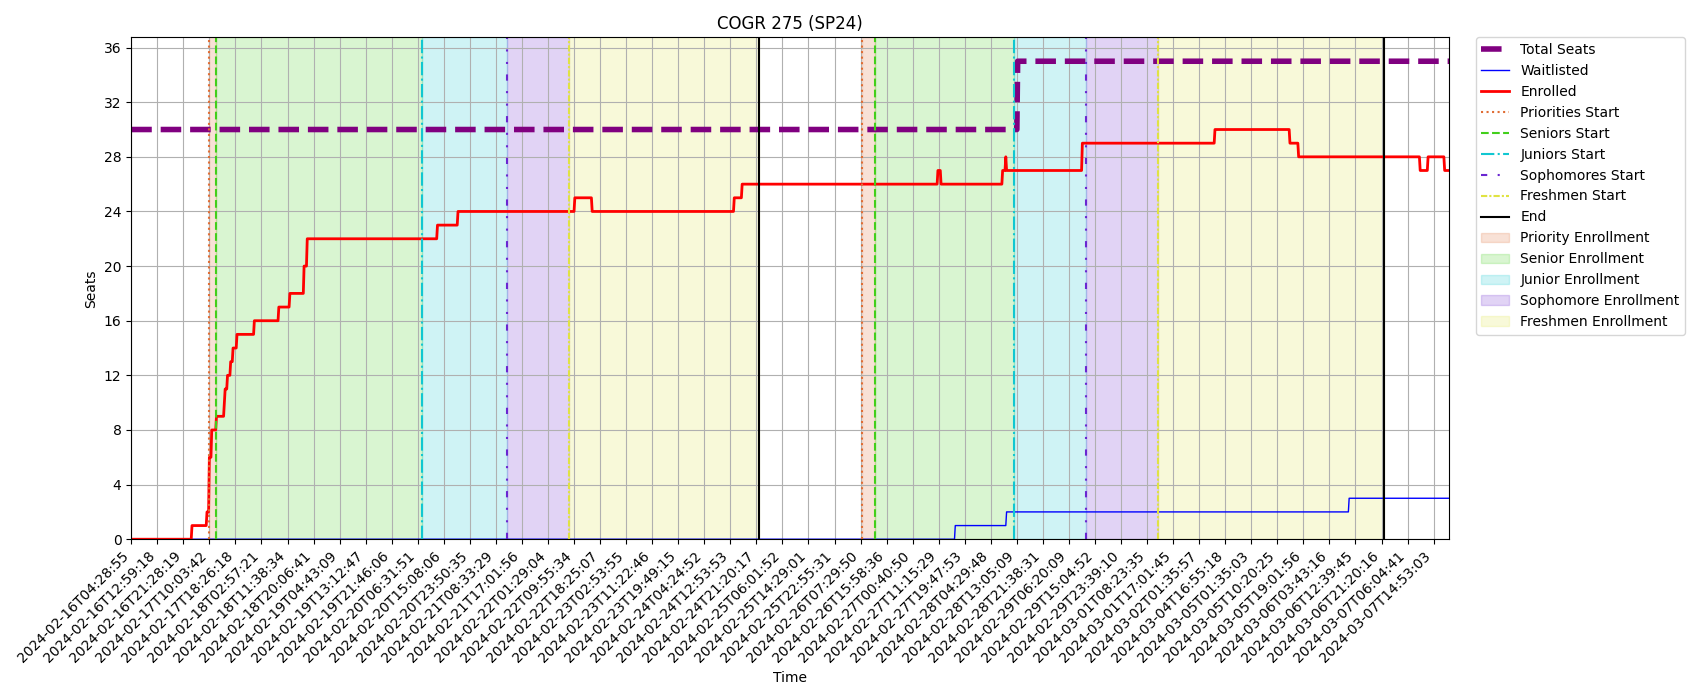 COGR 275 (SP24)
36
32
28
24
20
16
12
8
4
0
Seats
Total Seats
Waitlisted
Enrolled
Priorities Start
Seniors Start
Juniors Start
Sophomores Start
Freshmen Start
End
Priority Enrollment
Senior Enrollment
Junior Enrollment
Sophomore Enrollment
Freshmen Enrollment
2024-02-16T04:28:55
2024-02-16T12:59:18
2024-02-16T21:28:19
2024-02-17T10:03:42
2024-02-17T18:26:18
2024-02-18T02:57:21
2024-02-18T11:38:34
2024-02-18T20:06:41
2024-02-19T04:43:09
2024-02-19T13:12:47
2024-02-19T21:46:06
2024-02-20T06:31:51
2024-02-20T15:08:06
2024-02-20T23:50:35
2024-02-21T08:33:29
2024-02-21T17:01:56
2024-02-22T01:29:04
2024-02-22T09:55:34
2024-02-22T18:25:07
2024-02-23T02:53:55
2024-02-23T11:22:46
2024-02-23T19:49:15
2024-02-24T04:24:52
2024-02-24T12:53:53
2024-02-24T21:20:17
2024-02-25T06:01:52
2024-02-25T14:29:01
2024-02-25T22:55:31
2024-02-26T07:29:50
2024-02-26T15:58:36
2024-02-27T00:40:50
2024-02-27T11:15:29
2024-02-27T19:47:53
2024-02-28T04:29:48
2024-02-28T13:05:09
2024-02-28T21:38:31
2024-02-29T06:20:09
2024-02-29T15:04:52
2024-02-29T23:39:10
2024-03-01T08:23:35
2024-03-01T17:01:45
2024-03-02T01:35:57
2024-03-04T16:55:18
2024-03-05T01:35:03
2024-03-05T10:20:25
2024-03-05T19:01:56
2024-03-06T03:43:16
2024-03-06T12:39:45
2024-03-06T21:20:16
2024-03-07T06:04:41
2024-03-07T14:53:03
Time